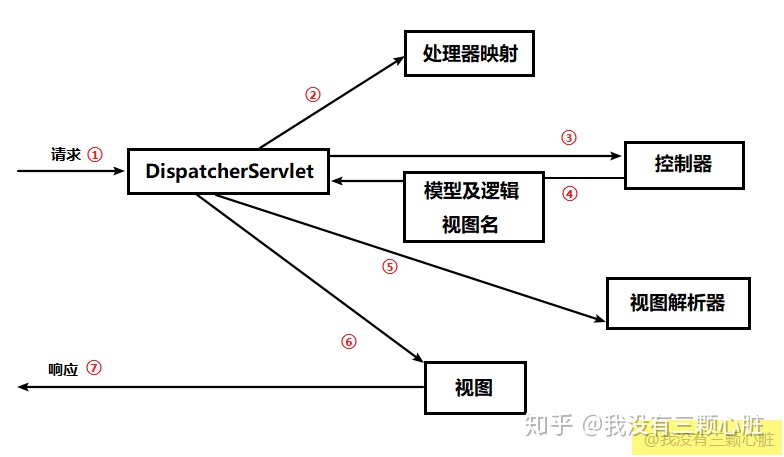 处理器映射
②
请求 ①
③
DispatcherServlet
控制器
模型及逻辑
视图名
④
⑤
视图解析器
⑥
响应 ⑦
视图
知乎 @我没有三颗心脏
@我没有三颗心脏